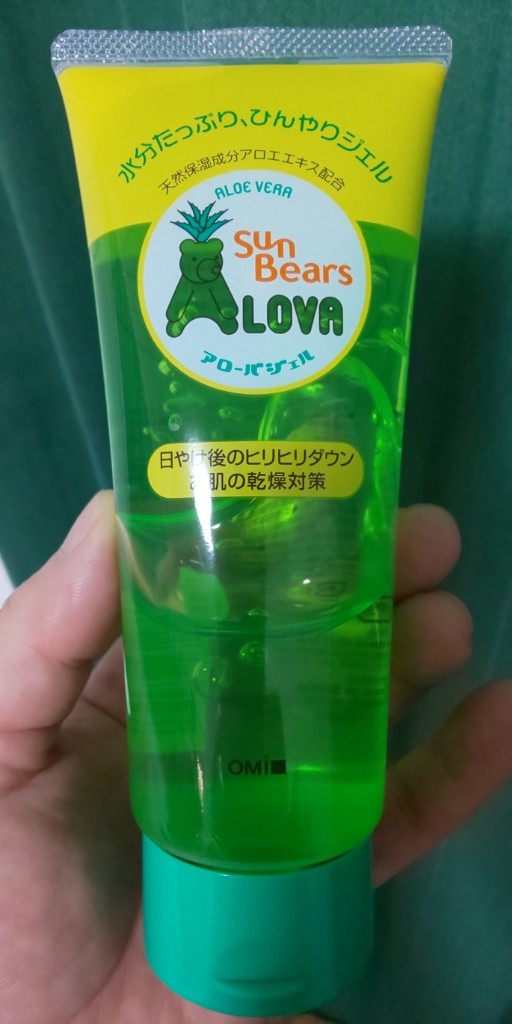 水分たっぷり、ひんやりジェル
天然保湿成分アロエエキス配合
ALOE VERA
Sun
Bears
ALOVA
アローバジェル
日やけ後のヒリヒリダウン
お肌の乾燥対策
OMi